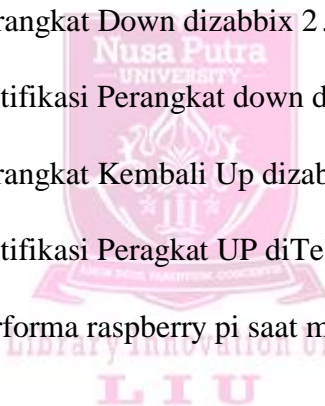 rangkat Down dizabbix 2.
Nusa Putra
UNIVERSITY
tifikasi Perangkat down d
rangkat Kembali Up dizab
tifikasi Peragkat UP diTe
rforma raspberry pi saat m
Library Innovation
LIU